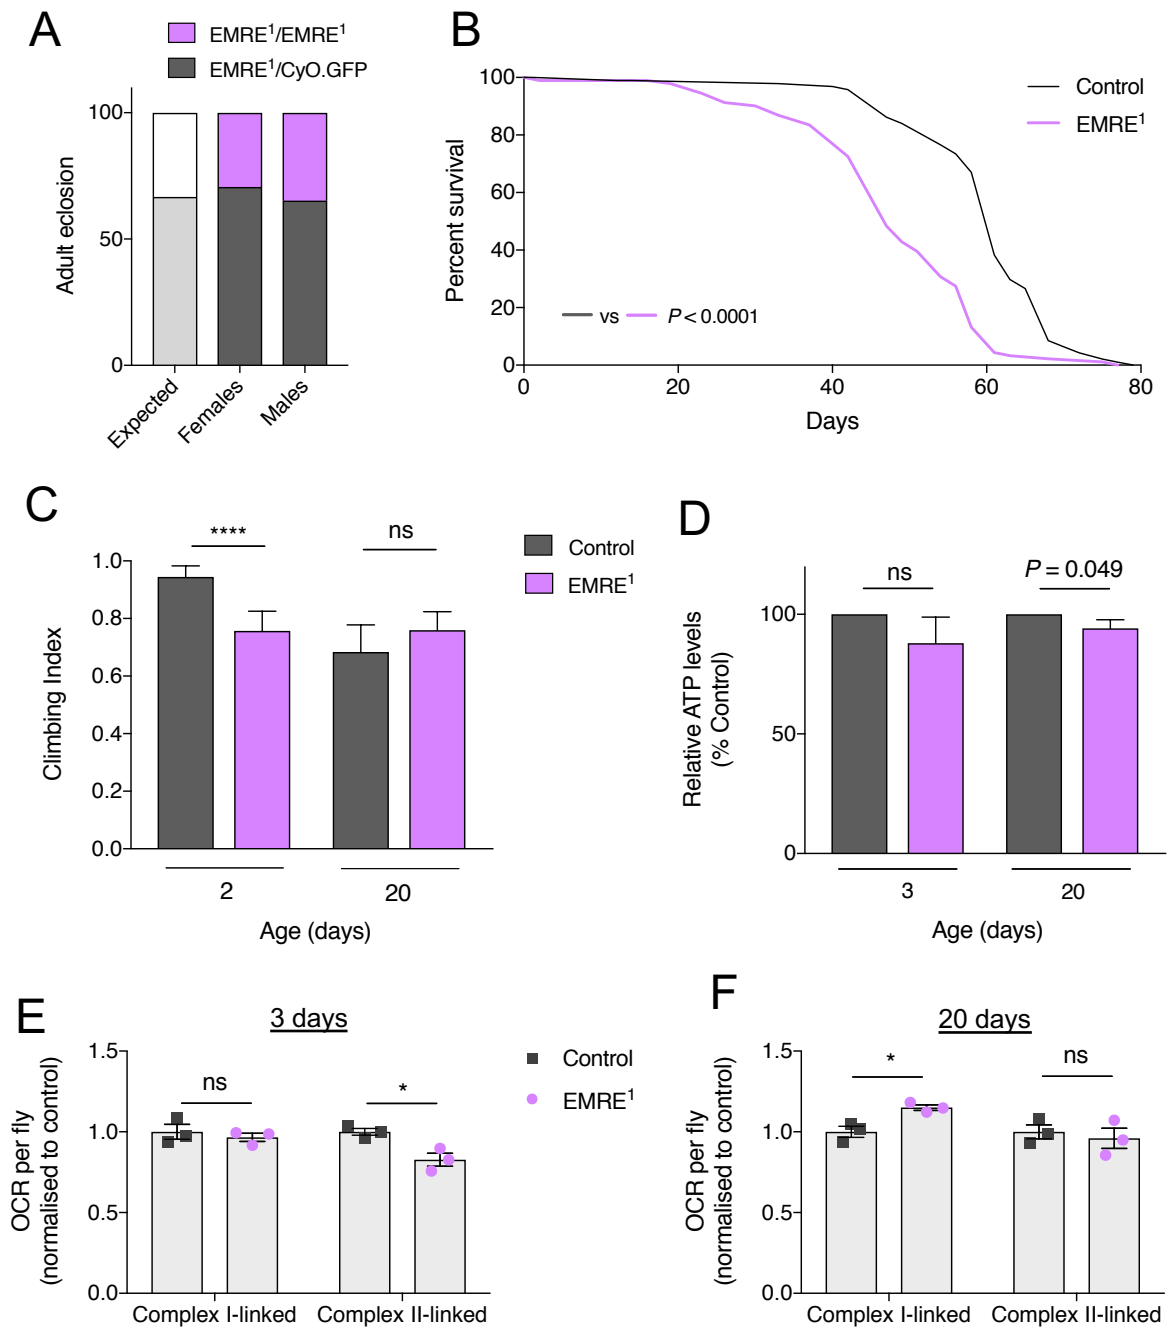 A
EMRE1/EMRE1
EMRE1/CyO.GFP
Adult eclosion
100
50
0
Expected
Females
Males
B
Percent survival
100
80
60
40
20
0
Control
EMRE1
vs P < 0.0001
0 20 40 60 80
Days
C
Climbing Index
1.0
0.8
0.6
0.4
0.2
0.0
**** ns
Control
EMRE1
2 20
Age (days)
D
Relative ATP levels
(% Control)
100
50
0
ns P = 0.049
3 20
Age (days)
E
3 days
OCR per fly
(normalised to control)
1.5
1.0
0.5
0.0
ns *
Control
EMRE1
Complex I-linked Complex II-linked
F
20 days
OCR per fly
(normalised to control)
1.5
1.0
0.5
0.0
* ns
Complex I-linked Complex II-linked